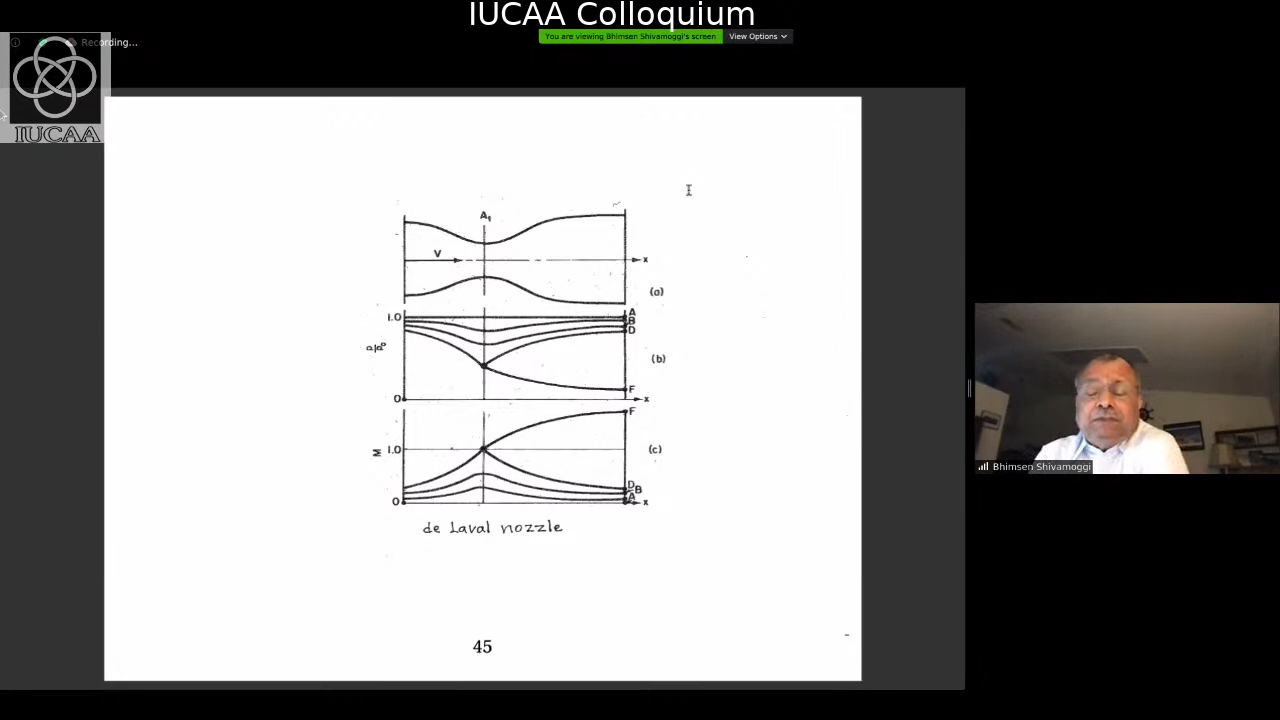 IUCAA Colloquium
You are viewing Bhimsen Shivamoggi's screen
View Options
Recording...
IUCAA
A₁
V
x
(a)
1.0
A
B
D
P/P₀
(b)
F
0
x
F
M
1.0
(c)
D
B
A
0
x
de Laval nozzle
45
Bhimsen Shivamoggi